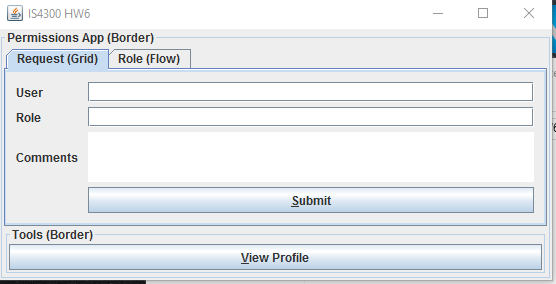 IS4300 HW6
Permissions App (Border)
Request (Grid) Role (Flow)
User
Role
Comments
Submit
Tools (Border)
View Profile